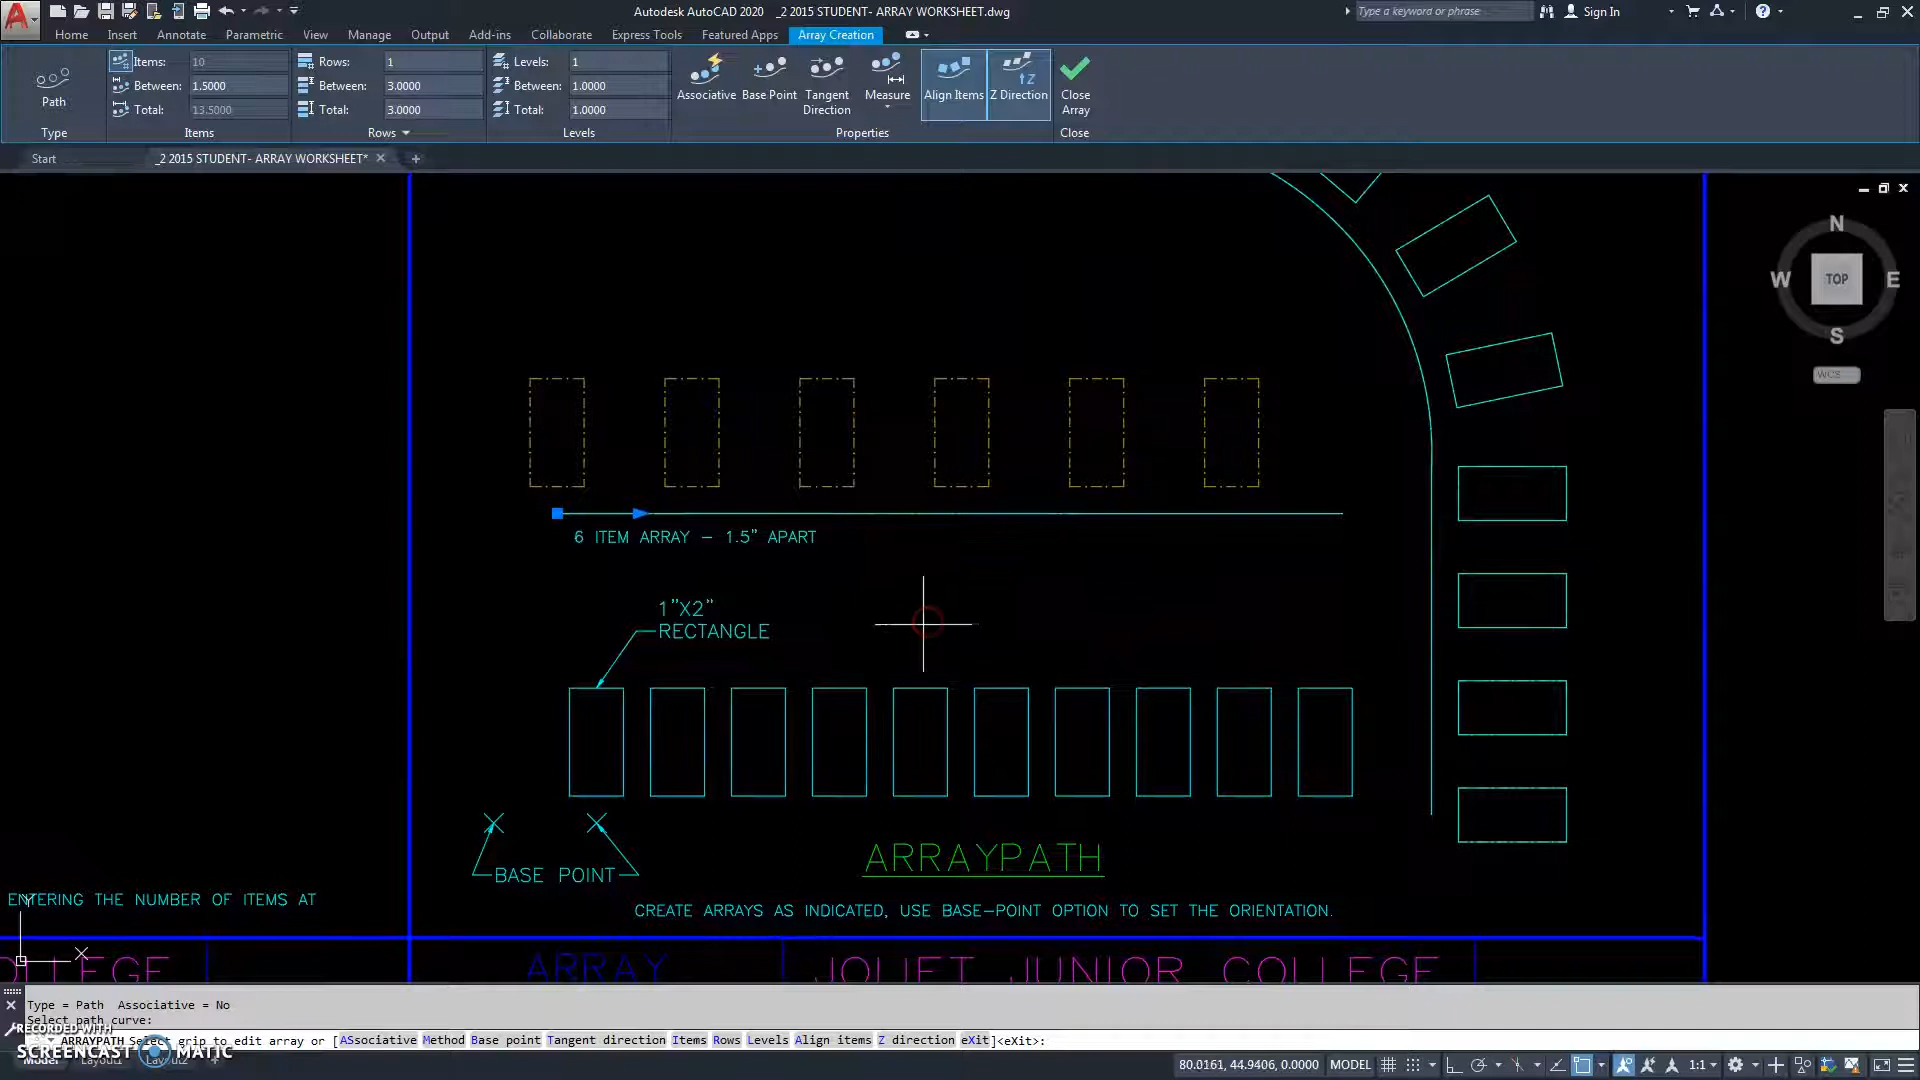 Autodesk AutoCAD 2020 _2 2015 STUDENT- ARRAY WORKSHEET.dwg
Type a keyword or phrase
Sign In
Home Insert Annotate Parametric View Manage Output Add-ins Collaborate Express Tools Featured Apps Array Creation
Path
Type
Items: 10
Between: 1.5000
Total: 13.5000
Items
Rows: 1
Between: 3.0000
Total: 3.0000
Rows
Levels: 1
Between: 1.0000
Total: 1.0000
Levels
Associative
Base Point
Tangent
Direction
Measure
Align Items
Z Direction
Properties
Close
Array
Close
Start
_2 2015 STUDENT- ARRAY WORKSHEET*
N
W TOP E
S
WCS
6 ITEM ARRAY - 1.5" APART
1"X2"
RECTANGLE
BASE POINT
ARRAYPATH
CREATE ARRAYS AS INDICATED, USE BASE-POINT OPTION TO SET THE ORIENTATION.
ENTERING THE NUMBER OF ITEMS AT
Y
X
OLLEGE
ARRAY
JOLIET JUNIOR COLLEGE
Type = Path Associative = No
Select path curve:
ARRAYPATH Select grip to edit array or [ASsociative Method Base point Tangent direction Items Rows Levels Align items Z direction eXit]<eXit>:
RECORDED WITH
SCREENCAST MATIC
Model Layout1 Layout2 +
80.0161, 44.9406, 0.0000 MODEL
1:1